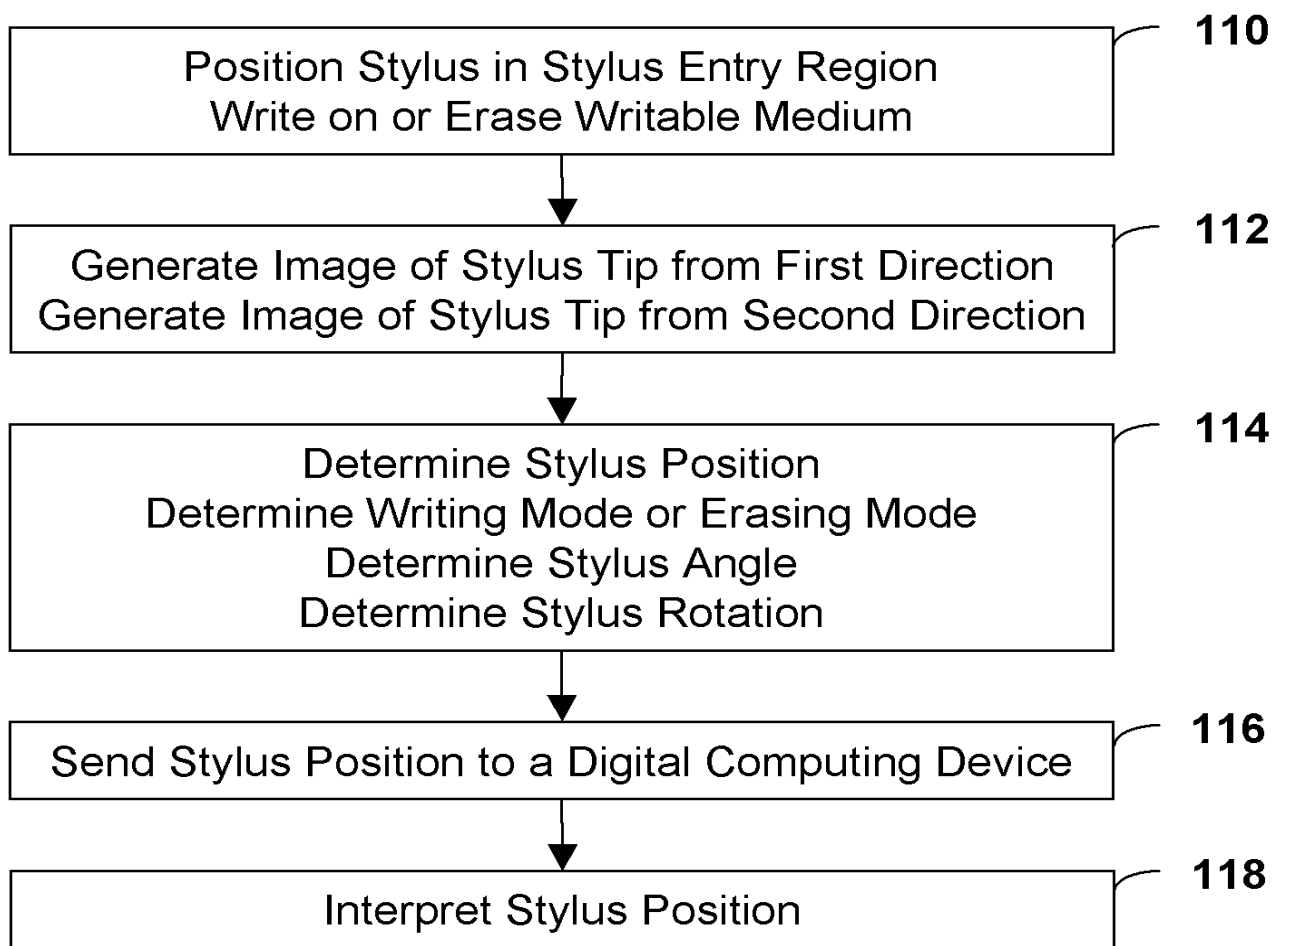 110
Position Stylus in Stylus Entry Region
Write on or Erase Writable Medium
112
Generate Image of Stylus Tip from First Direction
Generate Image of Stylus Tip from Second Direction
114
Determine Stylus Position
Determine Writing Mode or Erasing Mode
Determine Stylus Angle
Determine Stylus Rotation
116
Send Stylus Position to a Digital Computing Device
118
Interpret Stylus Position